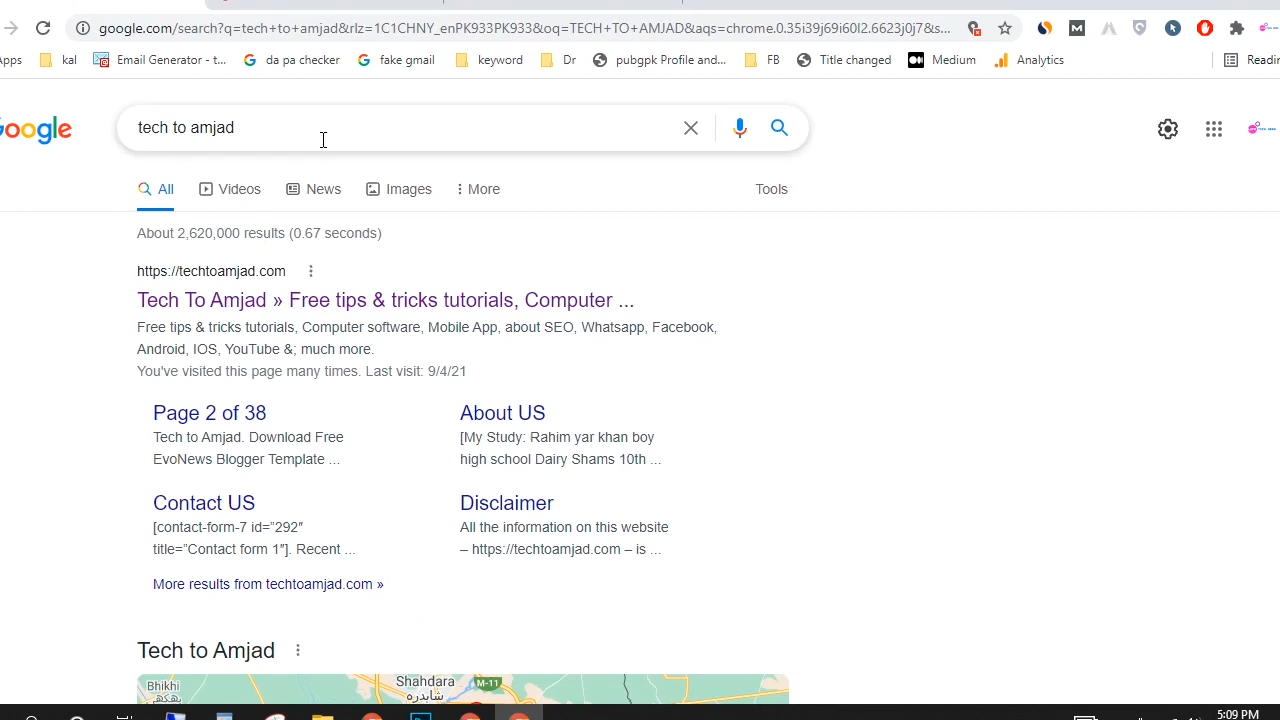 google.com/search?q=tech+to+amjad&rlz=1C1CHNY_enPK933PK933&oq=TECH+TO+AMJAD&aqs=chrome.0.35i39j69i60l2.6623j0j7&s...
pps kal Email Generator - t... da pa checker fake gmail keyword Dr pubgpk Profile and... FB Title changed Medium Analytics Readin
oogle
tech to amjad
All Videos News Images More Tools
About 2,620,000 results (0.67 seconds)
https://techtoamjad.com
Tech To Amjad » Free tips & tricks tutorials, Computer ...
Free tips & tricks tutorials, Computer software, Mobile App, about SEO, Whatsapp, Facebook,
Android, IOS, YouTube &; much more.
You've visited this page many times. Last visit: 9/4/21
Page 2 of 38
Tech to Amjad. Download Free
EvoNews Blogger Template ...
About US
[My Study: Rahim yar khan boy
high school Dairy Shams 10th ...
Contact US
[contact-form-7 id=”292″
title=”Contact form 1″]. Recent ...
Disclaimer
All the information on this website
– https://techtoamjad.com – is ...
More results from techtoamjad.com »
Tech to Amjad
Bhikhi
بھکھی
Shahdara
شاہدرہ
M-11
5:09 PM